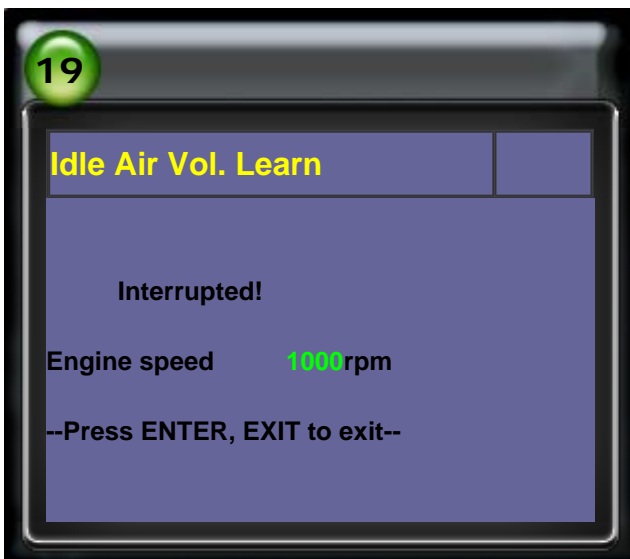 19
Idle Air Vol. Learn
Interrupted!
Engine speed 1000rpm
--Press ENTER, EXIT to exit--